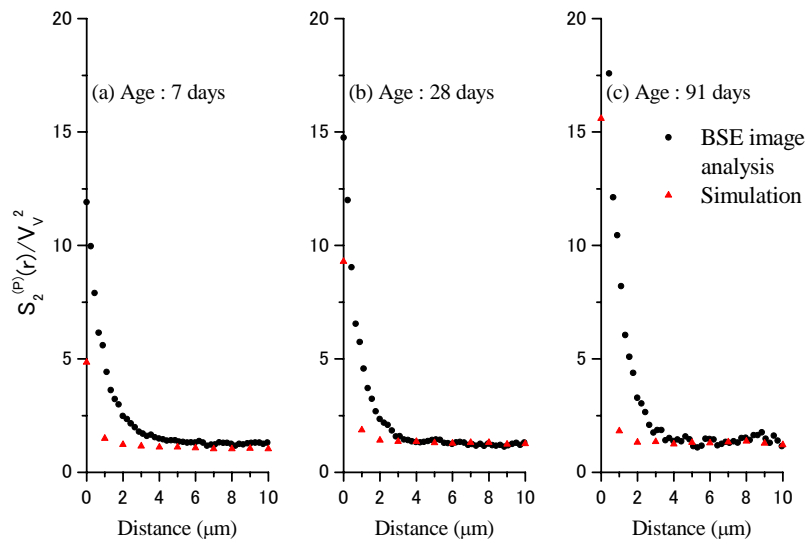 20
15
10
5
0
S₂⁽ᴾ⁾(r)/Vᵥ²
(a) Age : 7 days
0 2 4 6 8 10
Distance (μm)
20
15
10
5
0
(b) Age : 28 days
0 2 4 6 8 10
Distance (μm)
20
15
10
5
0
(c) Age : 91 days
BSE image
analysis
Simulation
0 2 4 6 8 10
Distance (μm)